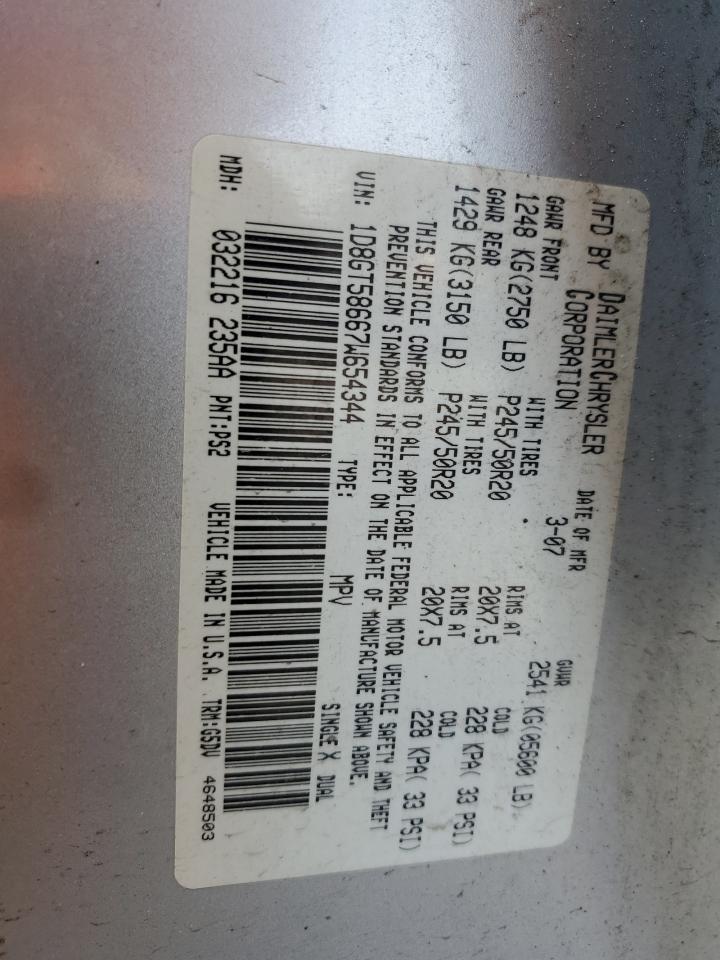 MFD BY DAIMLERCHRYSLER CORPORATION
DATE OF MFR 3-07
GVWR 2541 KG(05600 LB)
GAWR FRONT WITH TIRES RIMS AT COLD
1248 KG(2750 LB) P245/50R20 20X7.5 228 KPA( 33 PSI)
GAWR REAR WITH TIRES RIMS AT COLD
1429 KG(3150 LB) P245/50R20 20X7.5 228 KPA( 33 PSI)
THIS VEHICLE CONFORMS TO ALL APPLICABLE FEDERAL MOTOR VEHICLE SAFETY AND THEFT
PREVENTION STANDARDS IN EFFECT ON THE DATE OF MANUFACTURE SHOWN ABOVE.
VIN: 1D8GT58667W654344 TYPE: MPV SINGLE X DUAL
MDH: 032216 235AA PNT:PS2 VEHICLE MADE IN U.S.A. TRM:G5DV 4648503